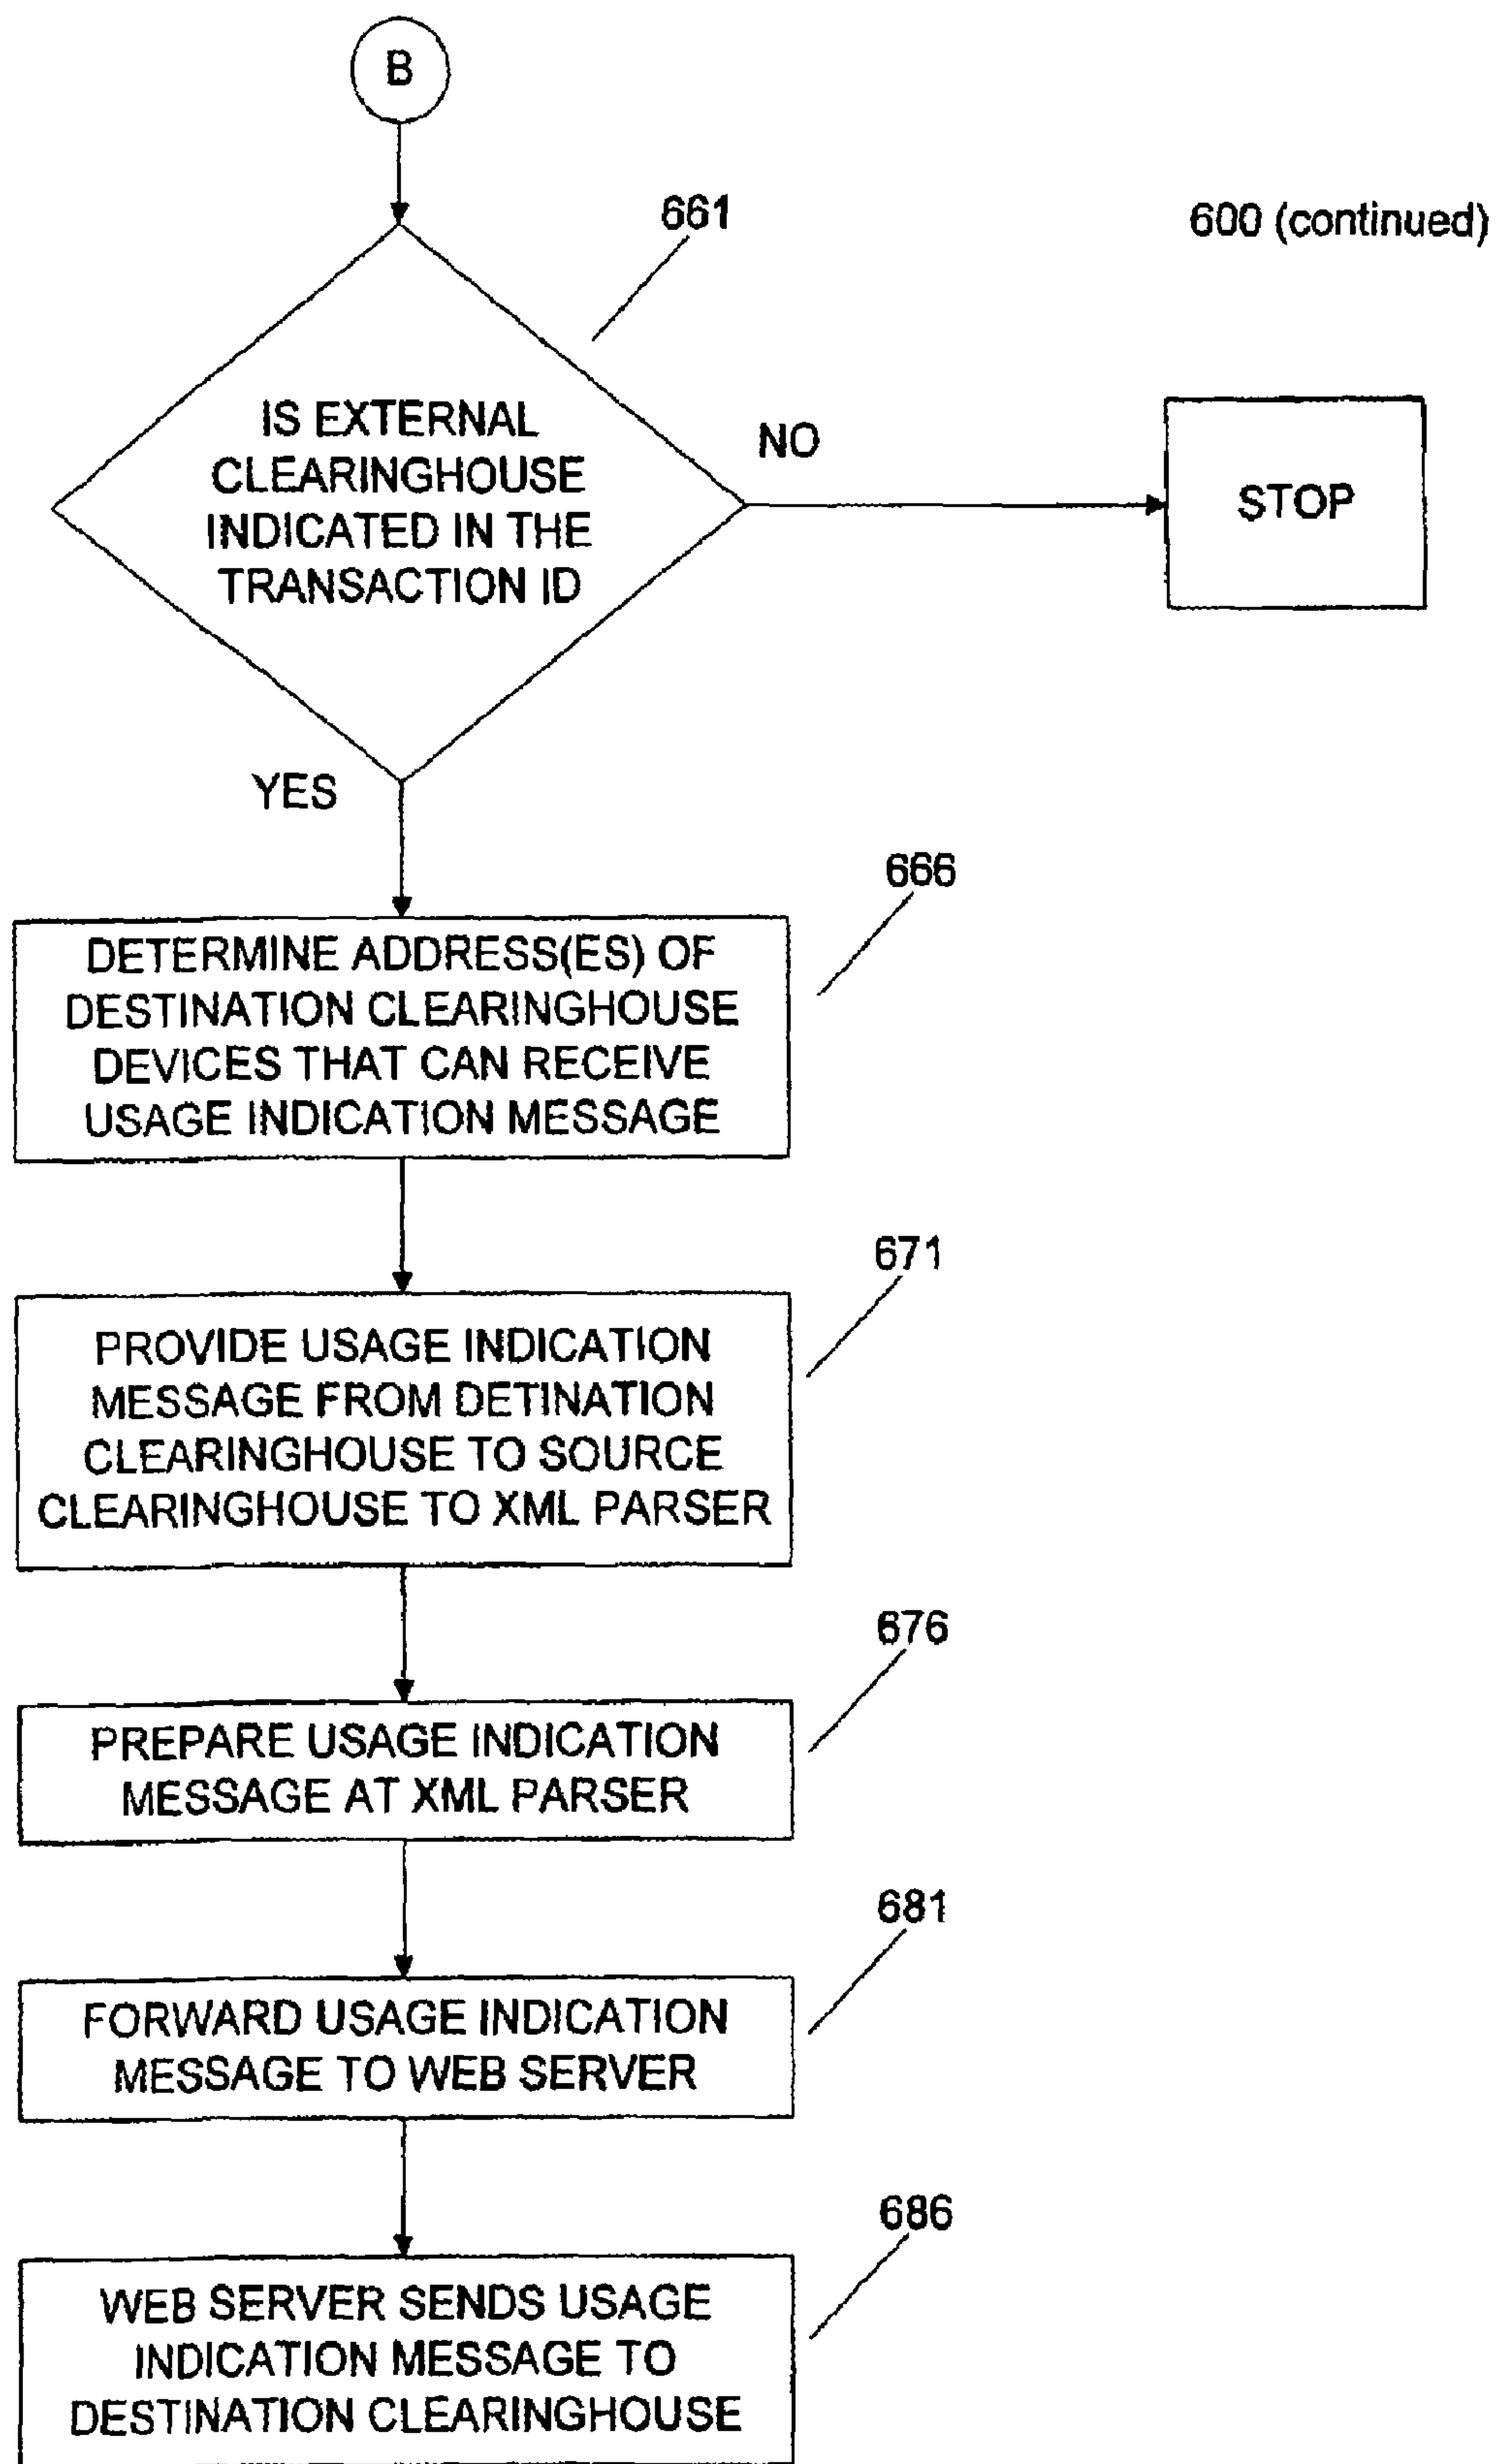 B
661
600 (continued)
IS EXTERNAL
CLEARINGHOUSE
INDICATED IN THE
TRANSACTION ID
NO
STOP
YES
666
DETERMINE ADDRESS(ES) OF
DESTINATION CLEARINGHOUSE
DEVICES THAT CAN RECEIVE
USAGE INDICATION MESSAGE
671
PROVIDE USAGE INDICATION
MESSAGE FROM DETINATION
CLEARINGHOUSE TO SOURCE
CLEARINGHOUSE TO XML PARSER
676
PREPARE USAGE INDICATION
MESSAGE AT XML PARSER
681
FORWARD USAGE INDICATION
MESSAGE TO WEB SERVER
686
WEB SERVER SENDS USAGE
INDICATION MESSAGE TO
DESTINATION CLEARINGHOUSE